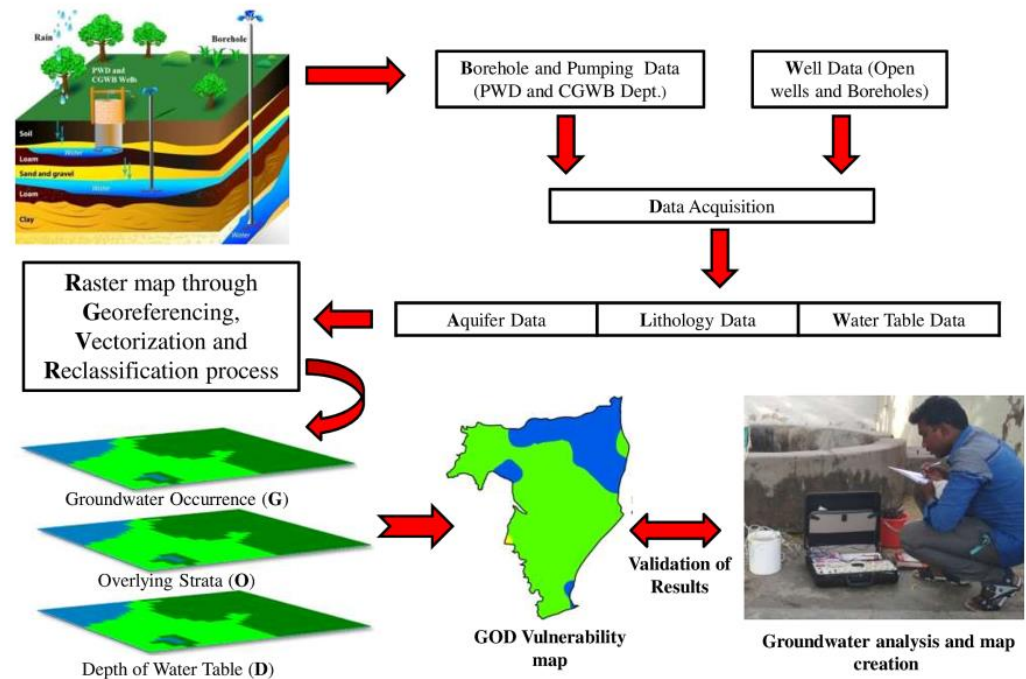 Rain
Borehole
PWD and
CGWB Wells
Soil
Water
Loam
Sand and gravel
Water
Loam
Clay
Water
Borehole and Pumping Data
(PWD and CGWB Dept.)
Well Data (Open
wells and Boreholes)
Data Acquisition
Aquifer Data
Lithology Data
Water Table Data
Raster map through
Georeferencing,
Vectorization and
Reclassification process
Groundwater Occurrence (G)
Overlying Strata (O)
Depth of Water Table (D)
GOD Vulnerability
map
Validation of
Results
Groundwater analysis and map
creation